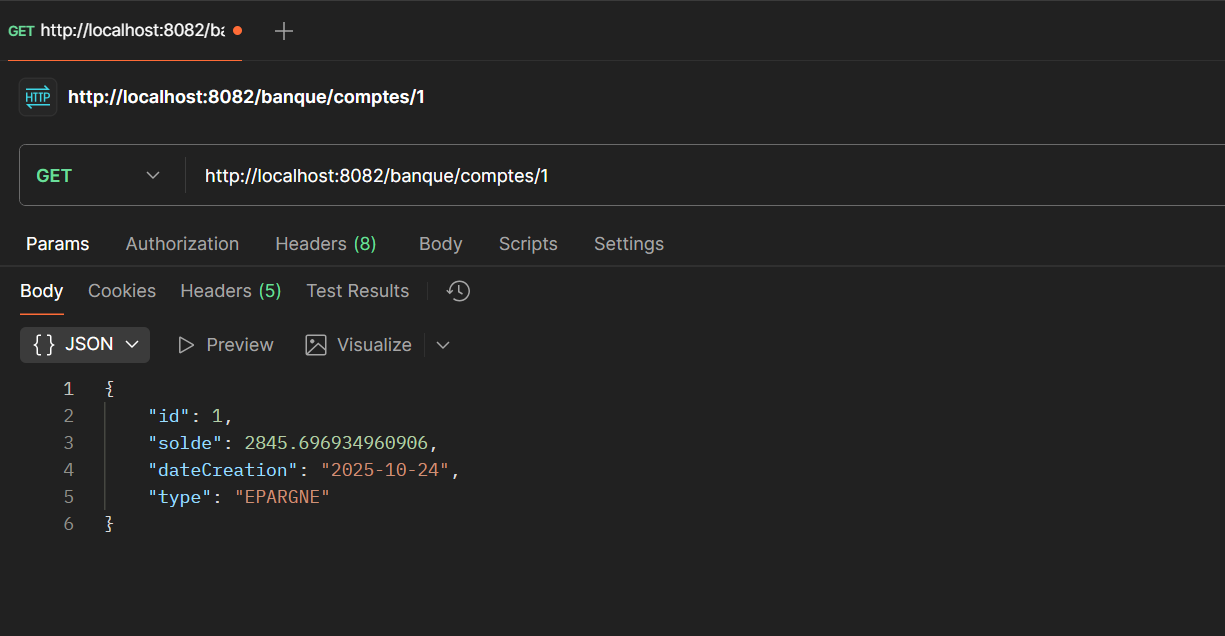 GET http://localhost:8082/ba
HTTP http://localhost:8082/banque/comptes/1
GET http://localhost:8082/banque/comptes/1
Params Authorization Headers (8) Body Scripts Settings
Body Cookies Headers (5) Test Results
{ } JSON Preview Visualize
1 {
2 "id": 1,
3 "solde": 2845.696934960906,
4 "dateCreation": "2025-10-24",
5 "type": "EPARGNE"
6 }